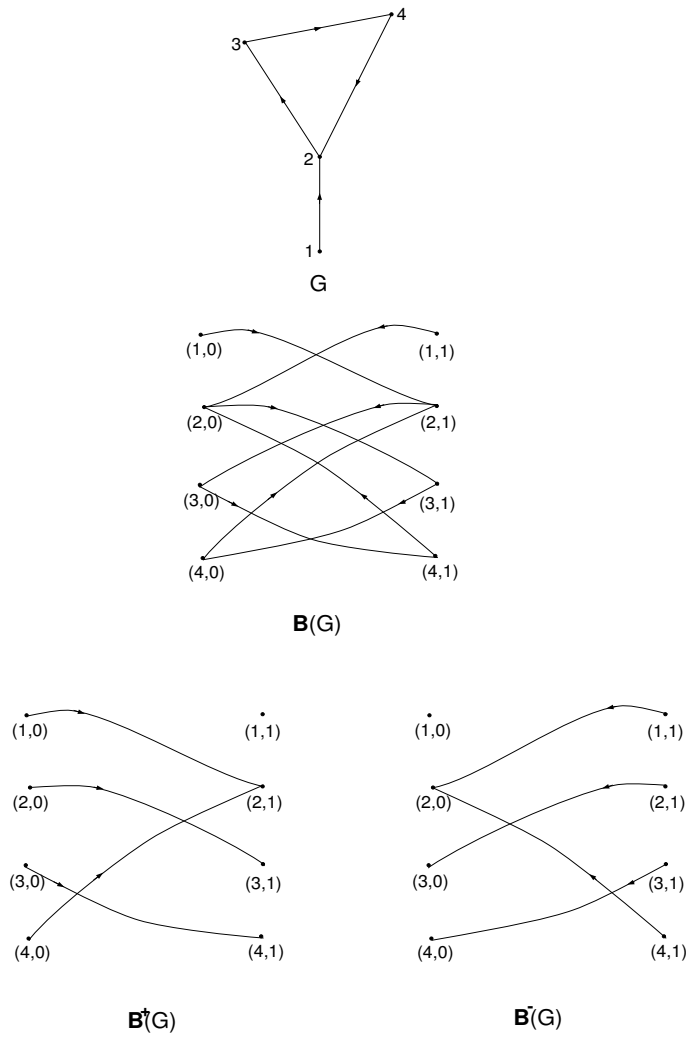 4
3
2
1
G
(1,0) (1,1)
(2,0) (2,1)
(3,0) (3,1)
(4,0) (4,1)
B(G)
(1,0) (1,1) (1,0) (1,1)
(2,0) (2,1) (2,0) (2,1)
(3,0) (3,1) (3,0) (3,1)
(4,0) (4,1) (4,0) (4,1)
B⁺(G) B⁻(G)